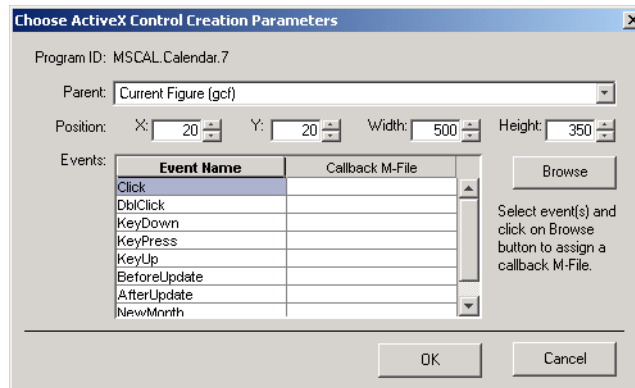 Choose ActiveX Control Creation Parameters
Program ID: MSCAL.Calendar.7
Parent: Current Figure (gcf)
Position: X: 20 Y: 20 Width: 500 Height: 350
Events: Event Name Callback M-File Browse
Click
DblClick
KeyDown
KeyPress
KeyUp
BeforeUpdate
AfterUpdate
NewMonth
Select event(s) and
click on Browse
button to assign a
callback M-File.
OK Cancel